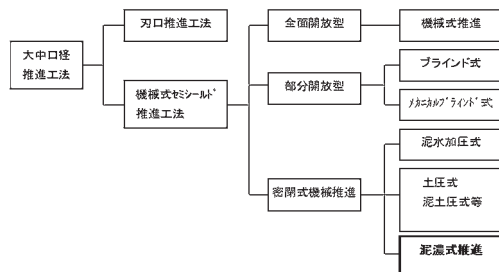 大中口経
推進工法
刃口推進工法
機械式セミシールド
推進工法
全面開放型
部分開放型
密閉式機械推進
機械式推進
ブラインド式
メカニカルブラインド式
泥水加圧式
土圧式
泥土圧式等
泥濃式推進